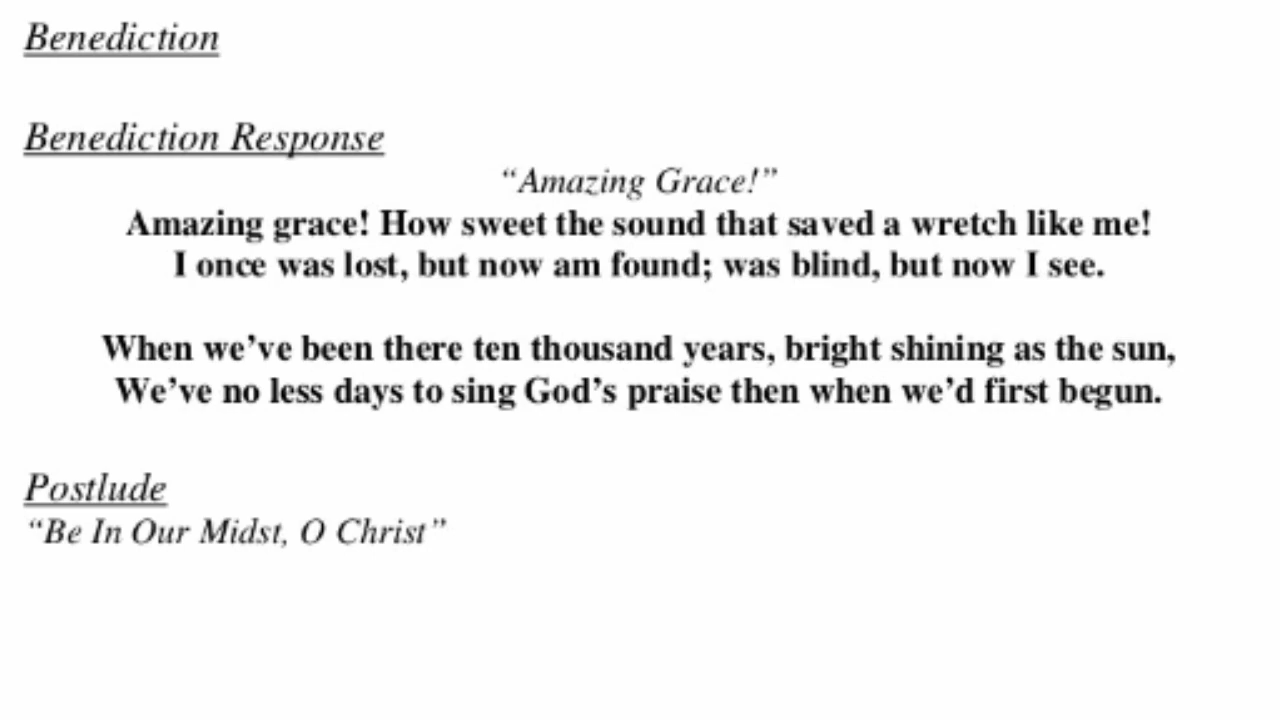 Benediction
Benediction Response
“Amazing Grace!”
Amazing grace! How sweet the sound that saved a wretch like me!
I once was lost, but now am found; was blind, but now I see.
When we’ve been there ten thousand years, bright shining as the sun,
We’ve no less days to sing God’s praise then when we’d first begun.
Postlude
“Be In Our Midst, O Christ”